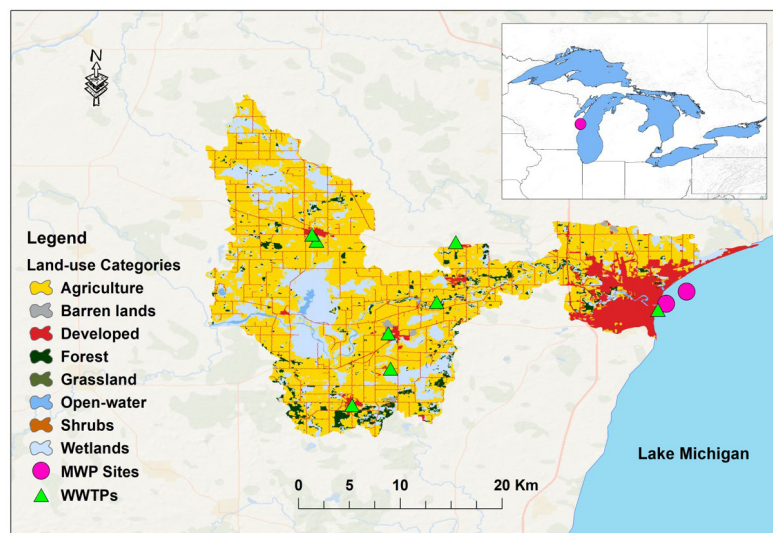 N
Legend
Land-use Categories
Agriculture
Barren lands
Developed
Forest
Grassland
Open-water
Shrubs
Wetlands
MWP Sites
WWTPs
Lake Michigan
0 5 10 20 Km